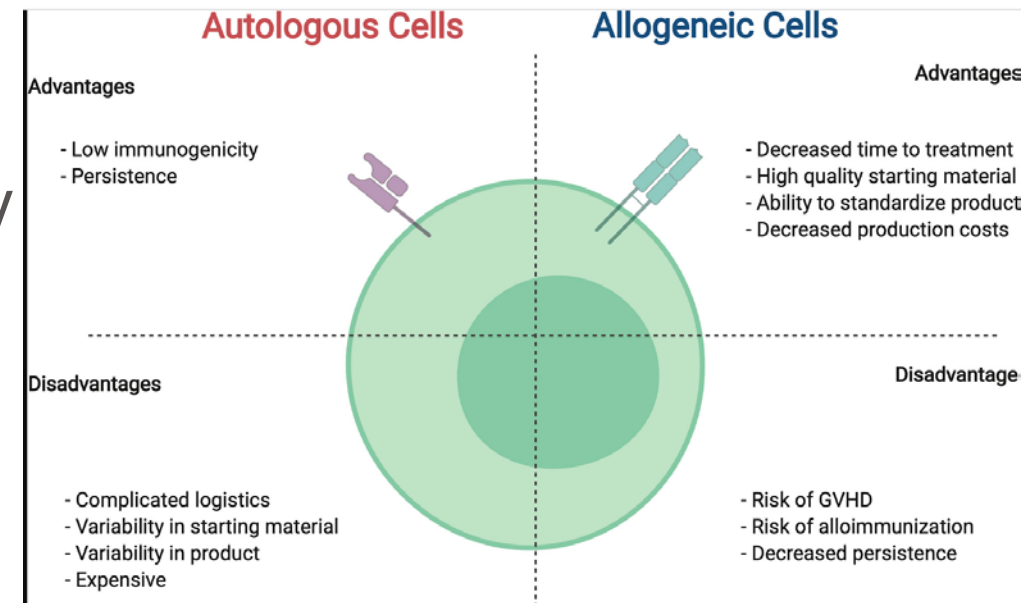 Autologous Cells
Allogeneic Cells
Advantages
- Low immunogenicity
- Persistence
Advantages
- Decreased time to treatment
- High quality starting material
- Ability to standardize product
- Decreased production costs
y
Disadvantages
- Complicated logistics
- Variability in starting material
- Variability in product
- Expensive
Disadvantage
- Risk of GVHD
- Risk of alloimmunization
- Decreased persistence